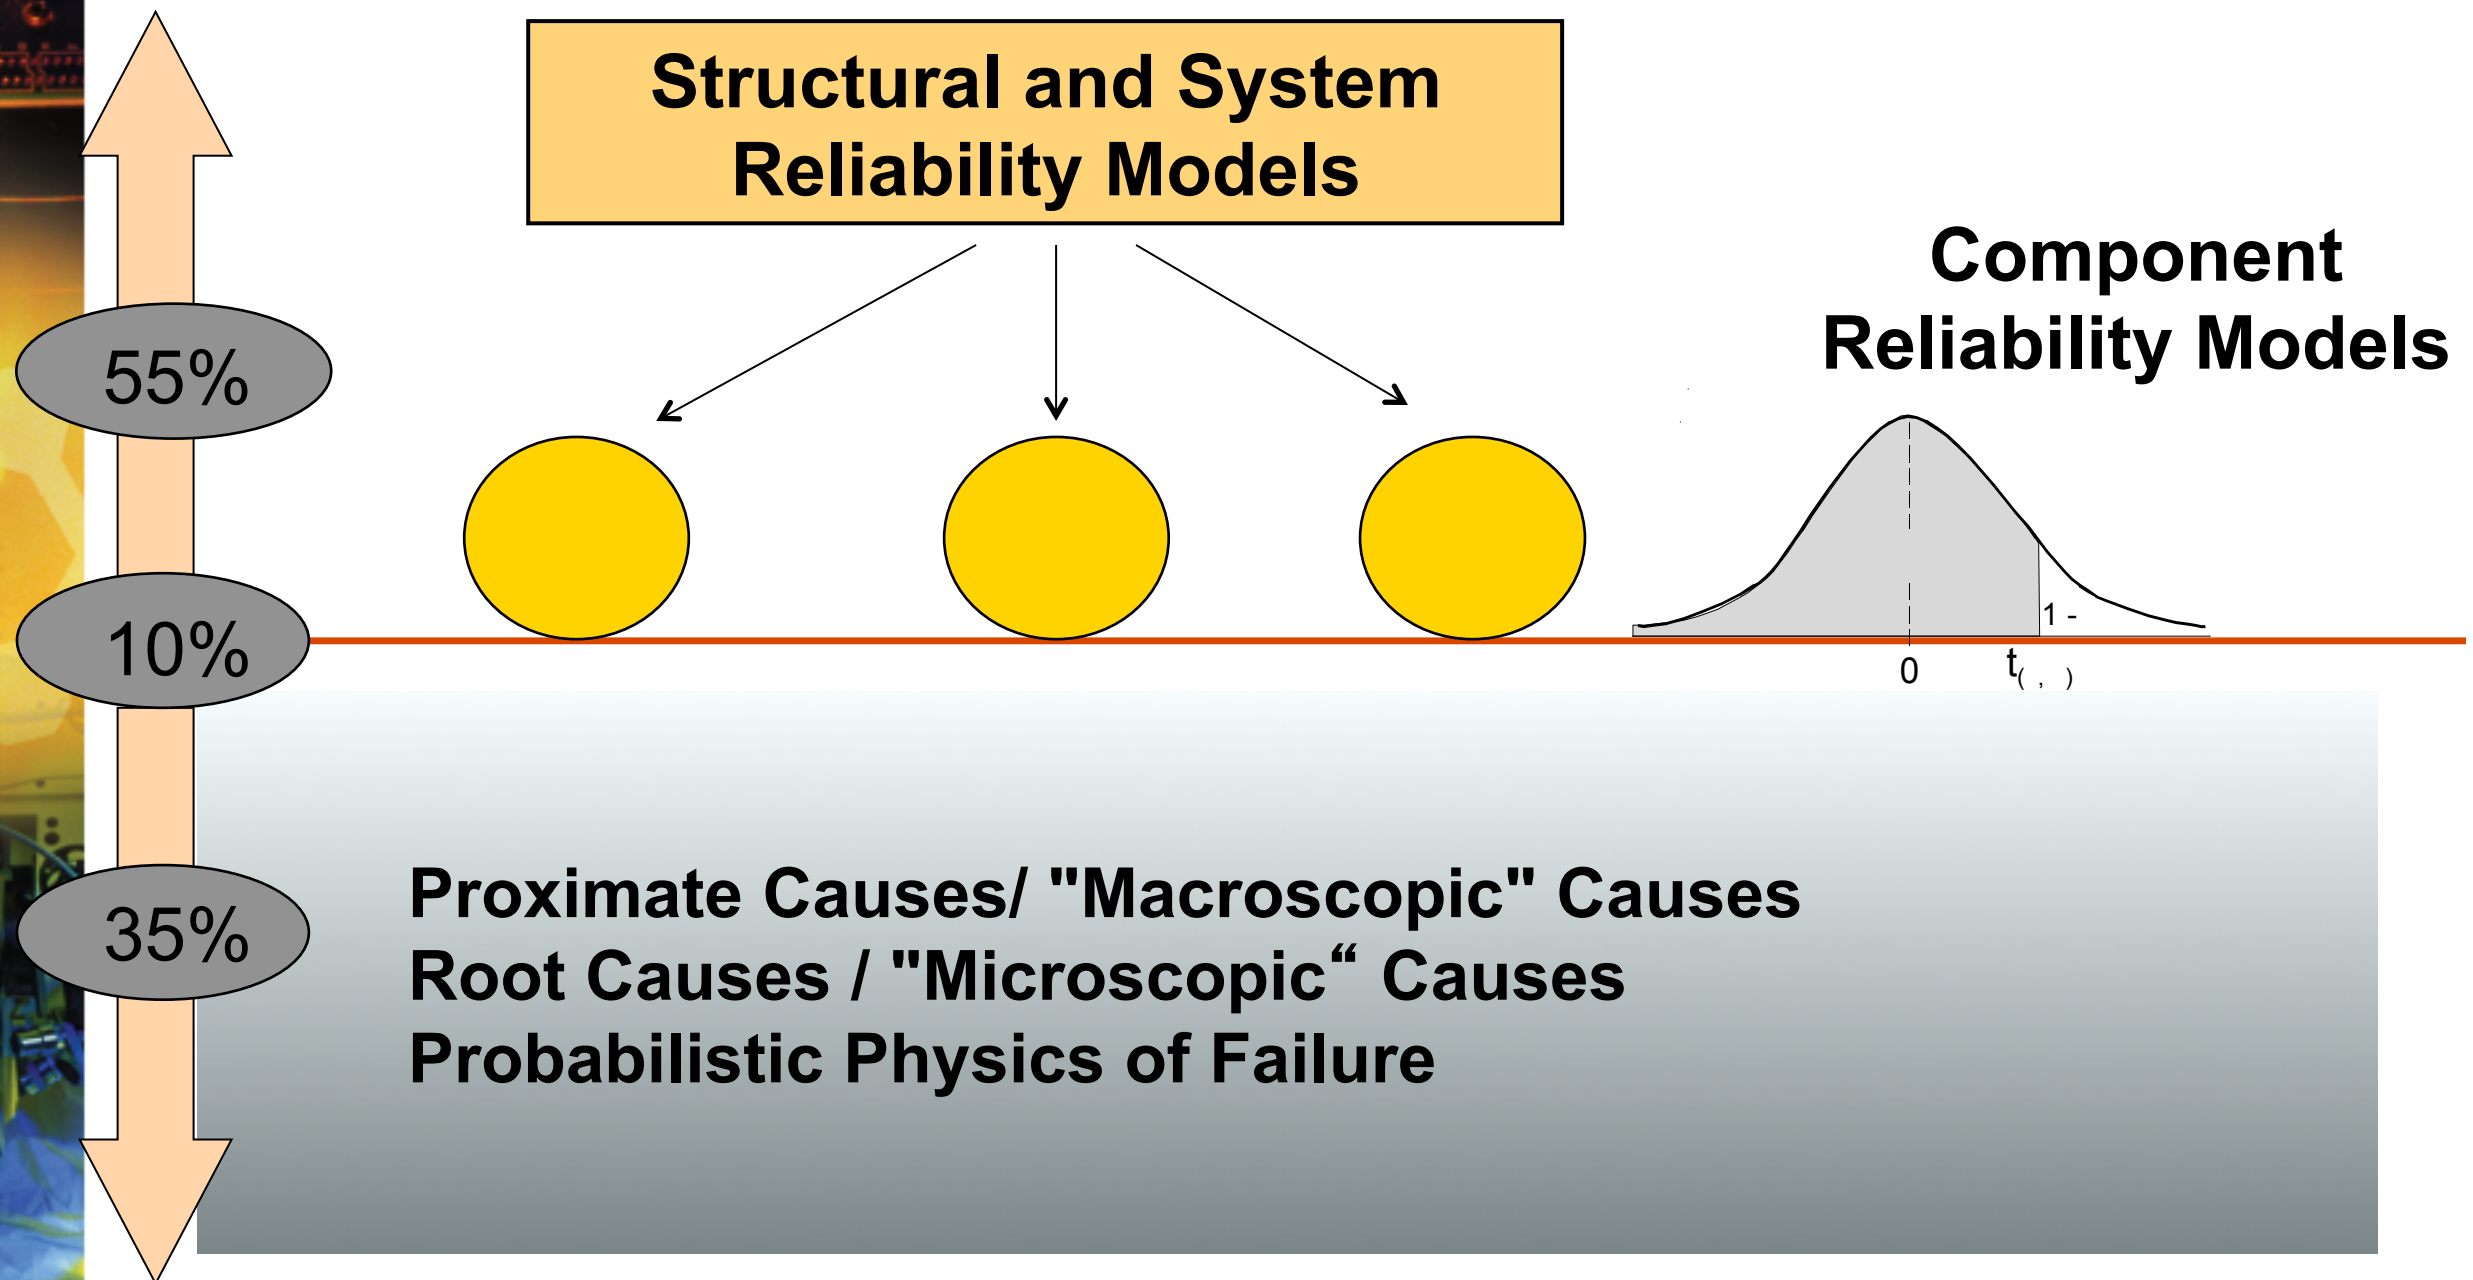 Structural and System
Reliability Models
Component
Reliability Models
55%
10%
1 -
0
t( , )
35%
Proximate Causes/ "Macroscopic" Causes
Root Causes / "Microscopic“ Causes
Probabilistic Physics of Failure